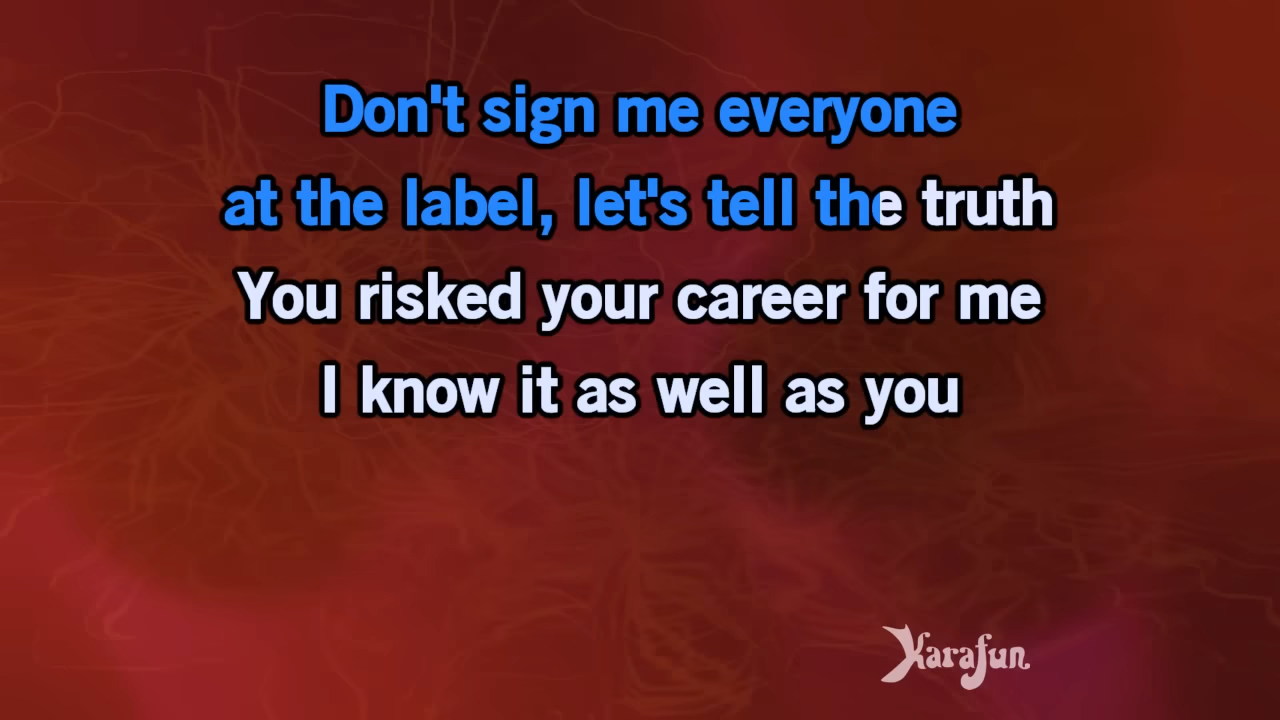 Don't sign me everyone
at the label, let's tell the truth
You risked your career for me
I know it as well as you
Karafun